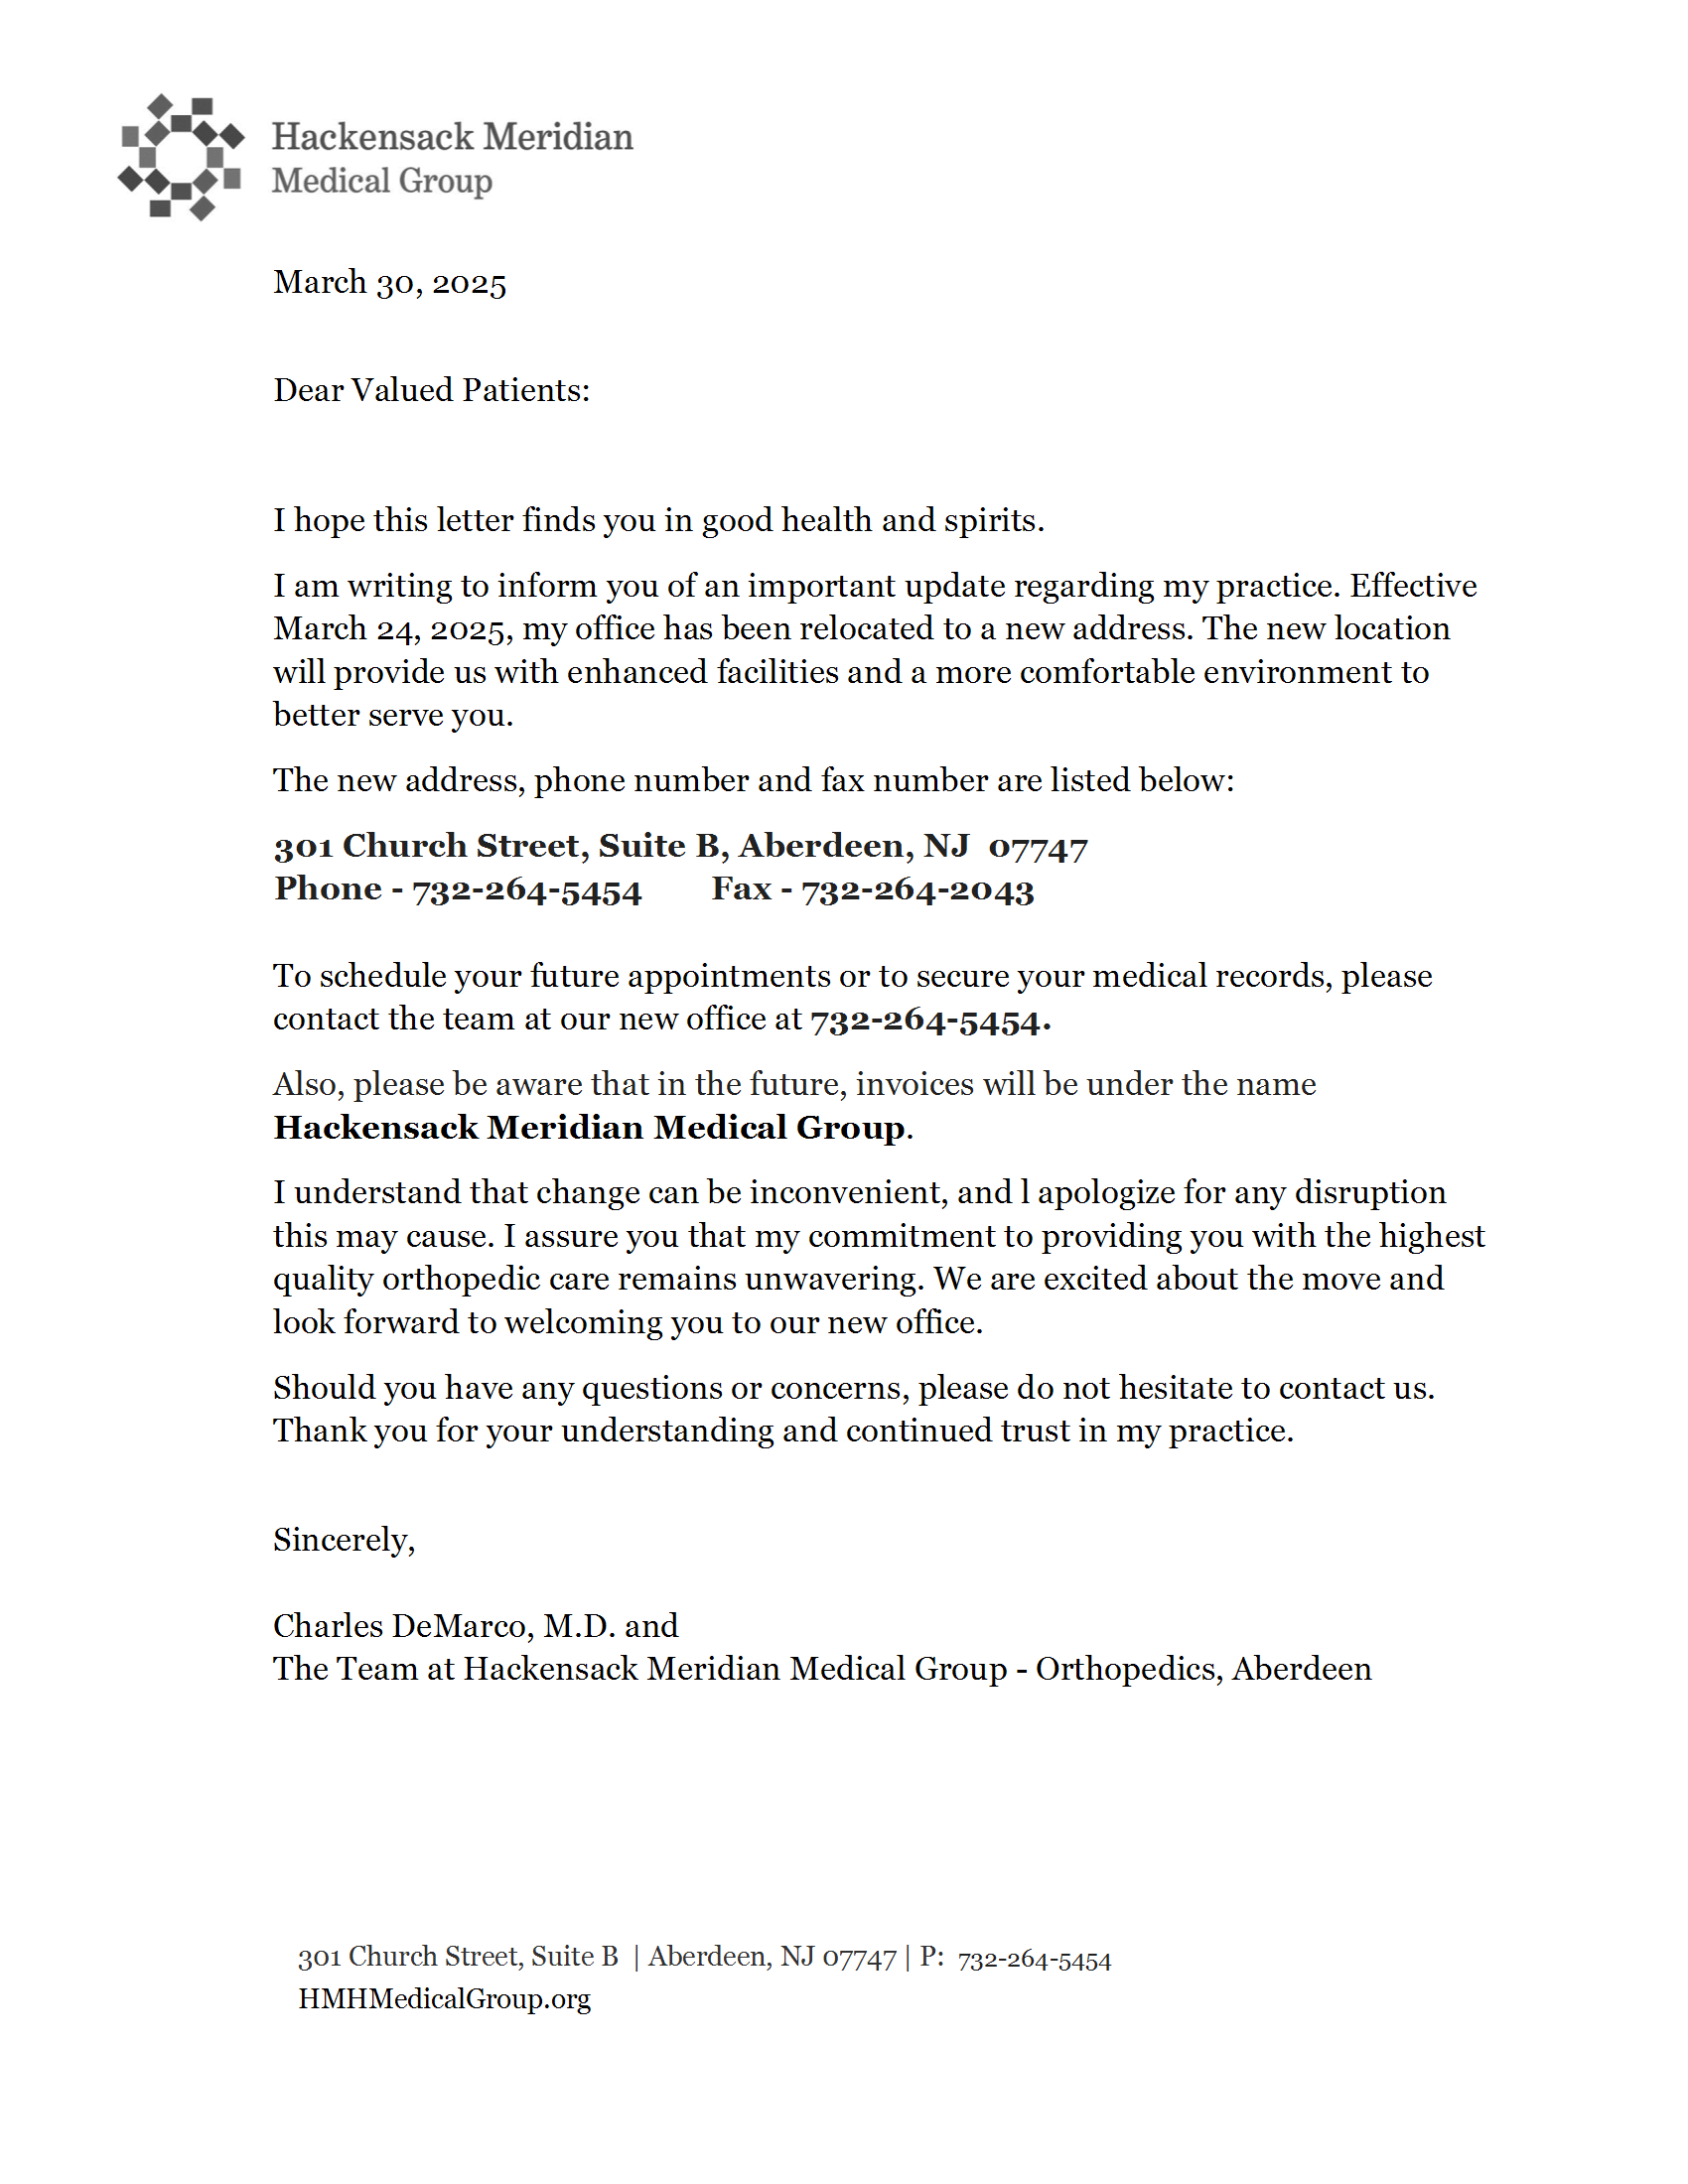 Hackensack Meridian
Medical Group
March 30, 2025
Dear Valued Patients:
I hope this letter finds you in good health and spirits.
I am writing to inform you of an important update regarding my practice. Effective
March 24, 2025, my office has been relocated to a new address. The new location
will provide us with enhanced facilities and a more comfortable environment to
better serve you.
The new address, phone number and fax number are listed below:
301 Church Street, Suite B, Aberdeen, NJ  07747
Phone - 732-264-5454        Fax - 732-264-2043
To schedule your future appointments or to secure your medical records, please
contact the team at our new office at 732-264-5454.
Also, please be aware that in the future, invoices will be under the name
Hackensack Meridian Medical Group.
I understand that change can be inconvenient, and l apologize for any disruption
this may cause. I assure you that my commitment to providing you with the highest
quality orthopedic care remains unwavering. We are excited about the move and
look forward to welcoming you to our new office.
Should you have any questions or concerns, please do not hesitate to contact us.
Thank you for your understanding and continued trust in my practice.
Sincerely,
Charles DeMarco, M.D. and
The Team at Hackensack Meridian Medical Group - Orthopedics, Aberdeen
301 Church Street, Suite B  | Aberdeen, NJ 07747 | P:  732-264-5454
HMHMedicalGroup.org